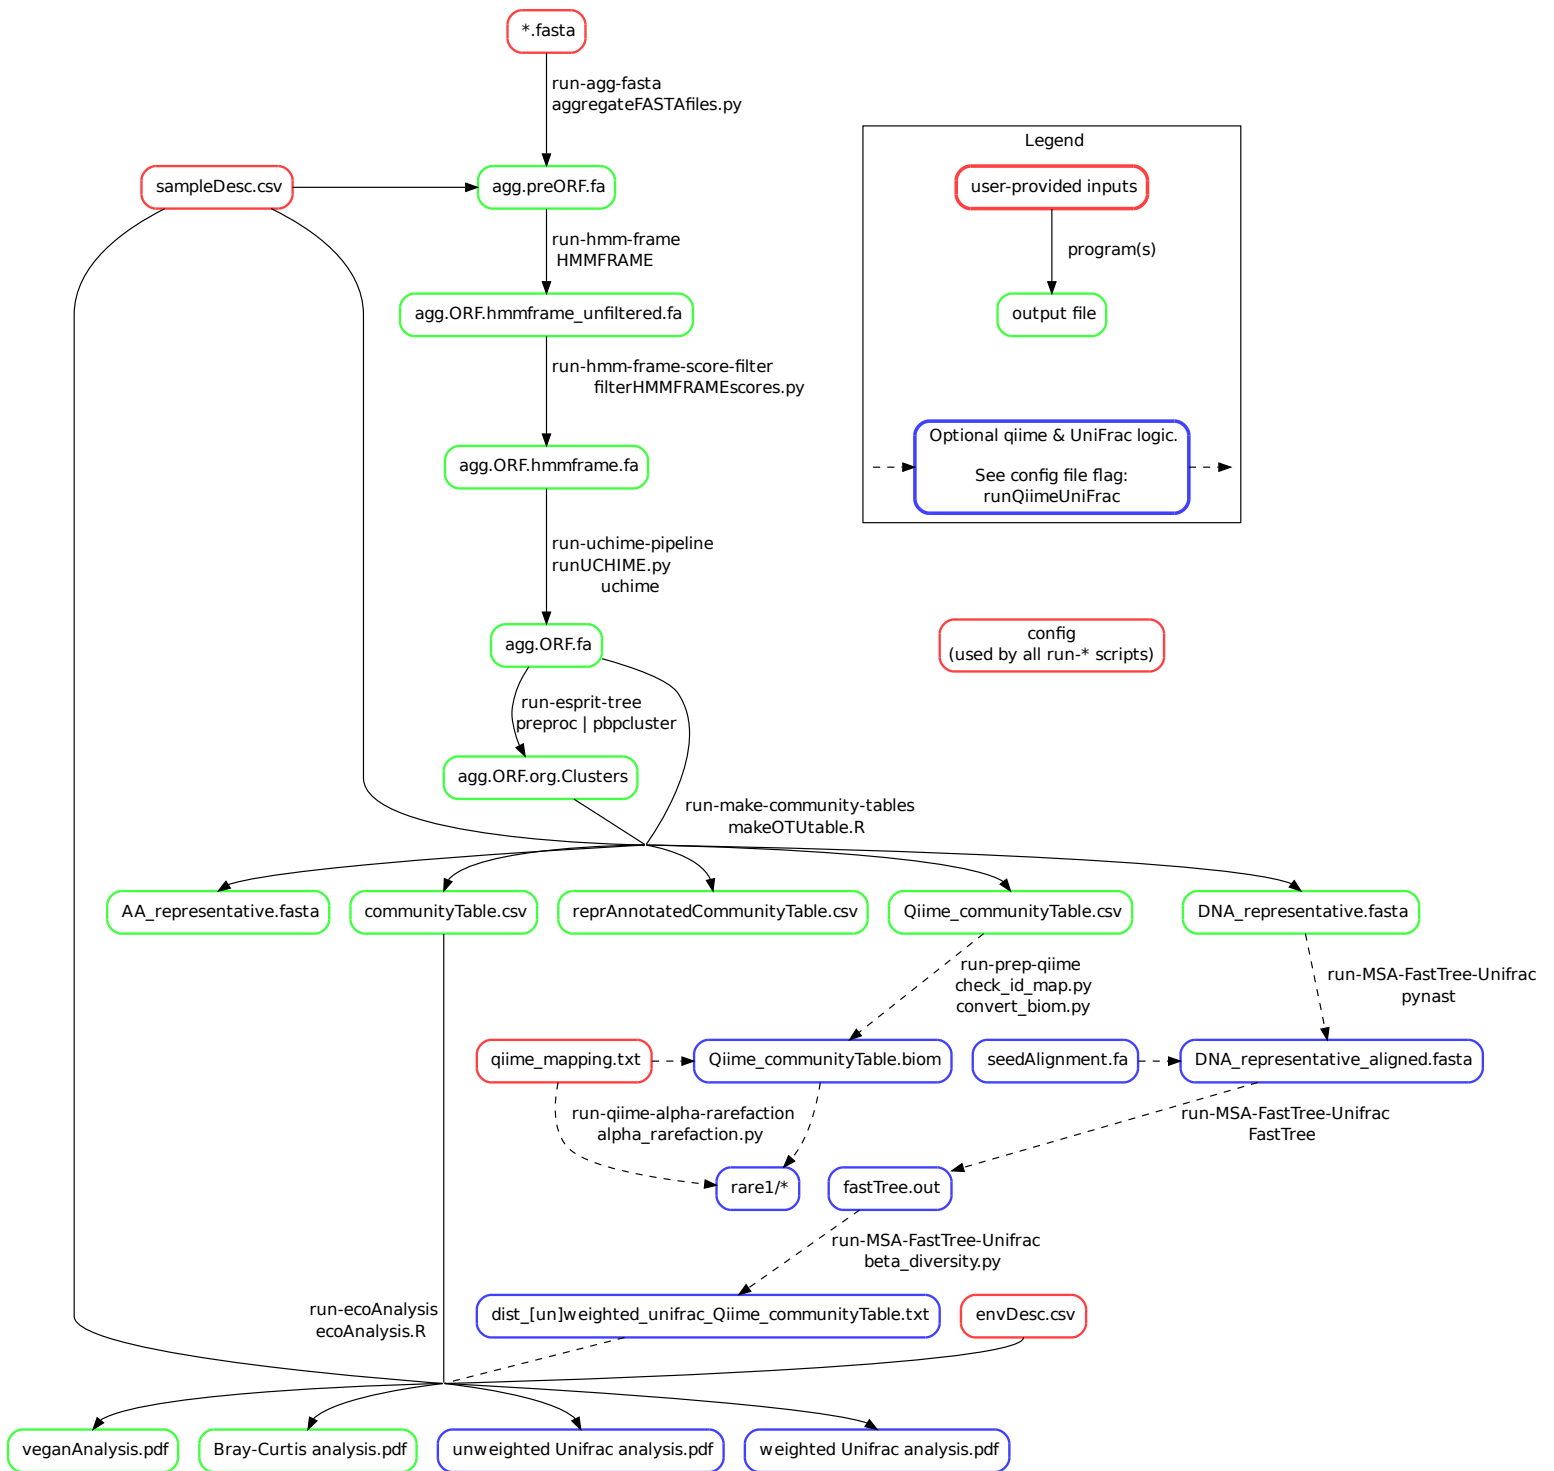 *.fasta
run-agg-fasta
aggregateFASTAfiles.py
Legend
sampleDesc.csv
agg.preORF.fa
user-provided inputs
run-hmm-frame
HMMFRAME
program(s)
agg.ORF.hmmframe_unfiltered.fa
output file
run-hmm-frame-score-filter
filterHMMFRAMEscores.py
agg.ORF.hmmframe.fa
Optional qiime & UniFrac logic.
See config file flag:
runQiimeUniFrac
run-uchime-pipeline
runUCHIME.py
uchime
agg.ORF.fa
config
(used by all run-* scripts)
run-esprit-tree
preproc | pbpcluster
agg.ORF.org.Clusters
run-make-community-tables
makeOTUtable.R
AA_representative.fasta
communityTable.csv
reprAnnotatedCommunityTable.csv
Qiime_communityTable.csv
DNA_representative.fasta
run-prep-qiime
check_id_map.py
convert_biom.py
run-MSA-FastTree-Unifrac
pynast
qiime_mapping.txt
Qiime_communityTable.biom
seedAlignment.fa
DNA_representative_aligned.fasta
run-qiime-alpha-rarefaction
alpha_rarefaction.py
run-MSA-FastTree-Unifrac
FastTree
rare1/*
fastTree.out
run-MSA-FastTree-Unifrac
beta_diversity.py
run-ecoAnalysis
ecoAnalysis.R
dist_[un]weighted_unifrac_Qiime_communityTable.txt
envDesc.csv
veganAnalysis.pdf
Bray-Curtis analysis.pdf
unweighted Unifrac analysis.pdf
weighted Unifrac analysis.pdf